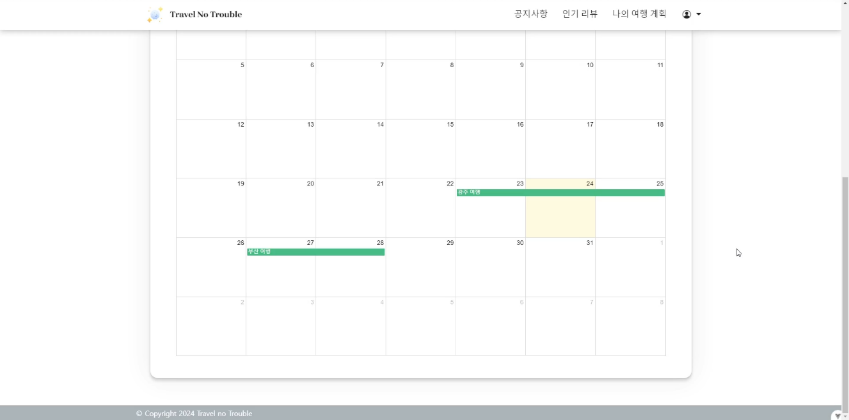 Travel No Trouble 공지사항 인기 리뷰 나의 여행 계획
5 6 7 8 9 10 11
12 13 14 15 16 17 18
19 20 21 22 23 24 25
여행
26 27 28 29 30 31 1
부산 여행
2 3 4 5 6 7 8
© Copyright 2024 Travel no Trouble